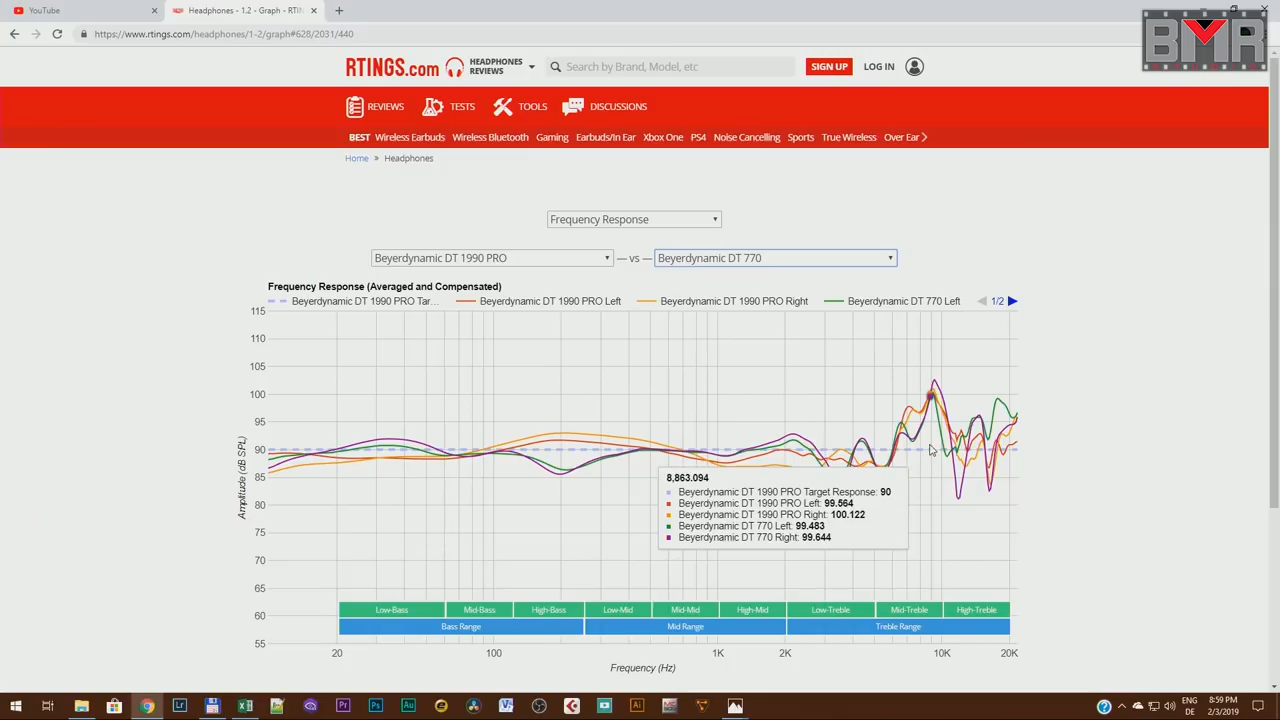 YouTube
Headphones - 1.2 - Graph - RTIN
https://www.rtings.com/headphones/1-2/graph#628/2031/440
BMR
RTINGS.com HEADPHONES REVIEWS
Search by Brand, Model, etc
SIGN UP LOG IN
REVIEWS TESTS TOOLS DISCUSSIONS
BEST Wireless Earbuds Wireless Bluetooth Gaming Earbuds/In Ear Xbox One PS4 Noise Cancelling Sports True Wireless Over Ear
Home » Headphones
Frequency Response
Beyerdynamic DT 1990 PRO — vs — Beyerdynamic DT 770
Frequency Response (Averaged and Compensated)
Beyerdynamic DT 1990 PRO Tar... Beyerdynamic DT 1990 PRO Left Beyerdynamic DT 1990 PRO Right Beyerdynamic DT 770 Left 1/2
115
110
105
100
95
90
85
80
75
70
65
60
55
Amplitude (dB SPL)
8,863.094
Beyerdynamic DT 1990 PRO Target Response: 90
Beyerdynamic DT 1990 PRO Left: 99.564
Beyerdynamic DT 1990 PRO Right: 100.122
Beyerdynamic DT 770 Left: 99.483
Beyerdynamic DT 770 Right: 99.644
Low-Bass Mid-Bass High-Bass Low-Mid Mid-Mid High-Mid Low-Treble Mid-Treble High-Treble
Bass Range Mid Range Treble Range
20 100 1K 2K 10K 20K
Frequency (Hz)
Lr Pr Ps Au Ai
ENG
DE
8:59 PM
2/3/2019